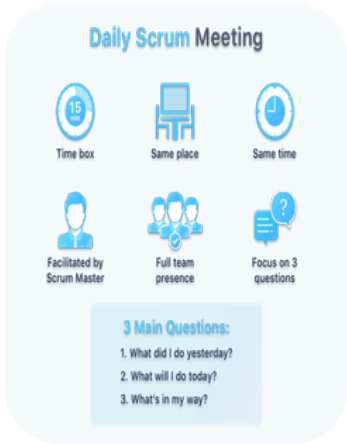 Daily Scrum Meeting
15
min
Time box
Same place
Same time
Facilitated by
Scrum Master
Full team
presence
?
Focus on 3
questions
3 Main Questions:
1. What did I do yesterday?
2. What will I do today?
3. What's in my way?